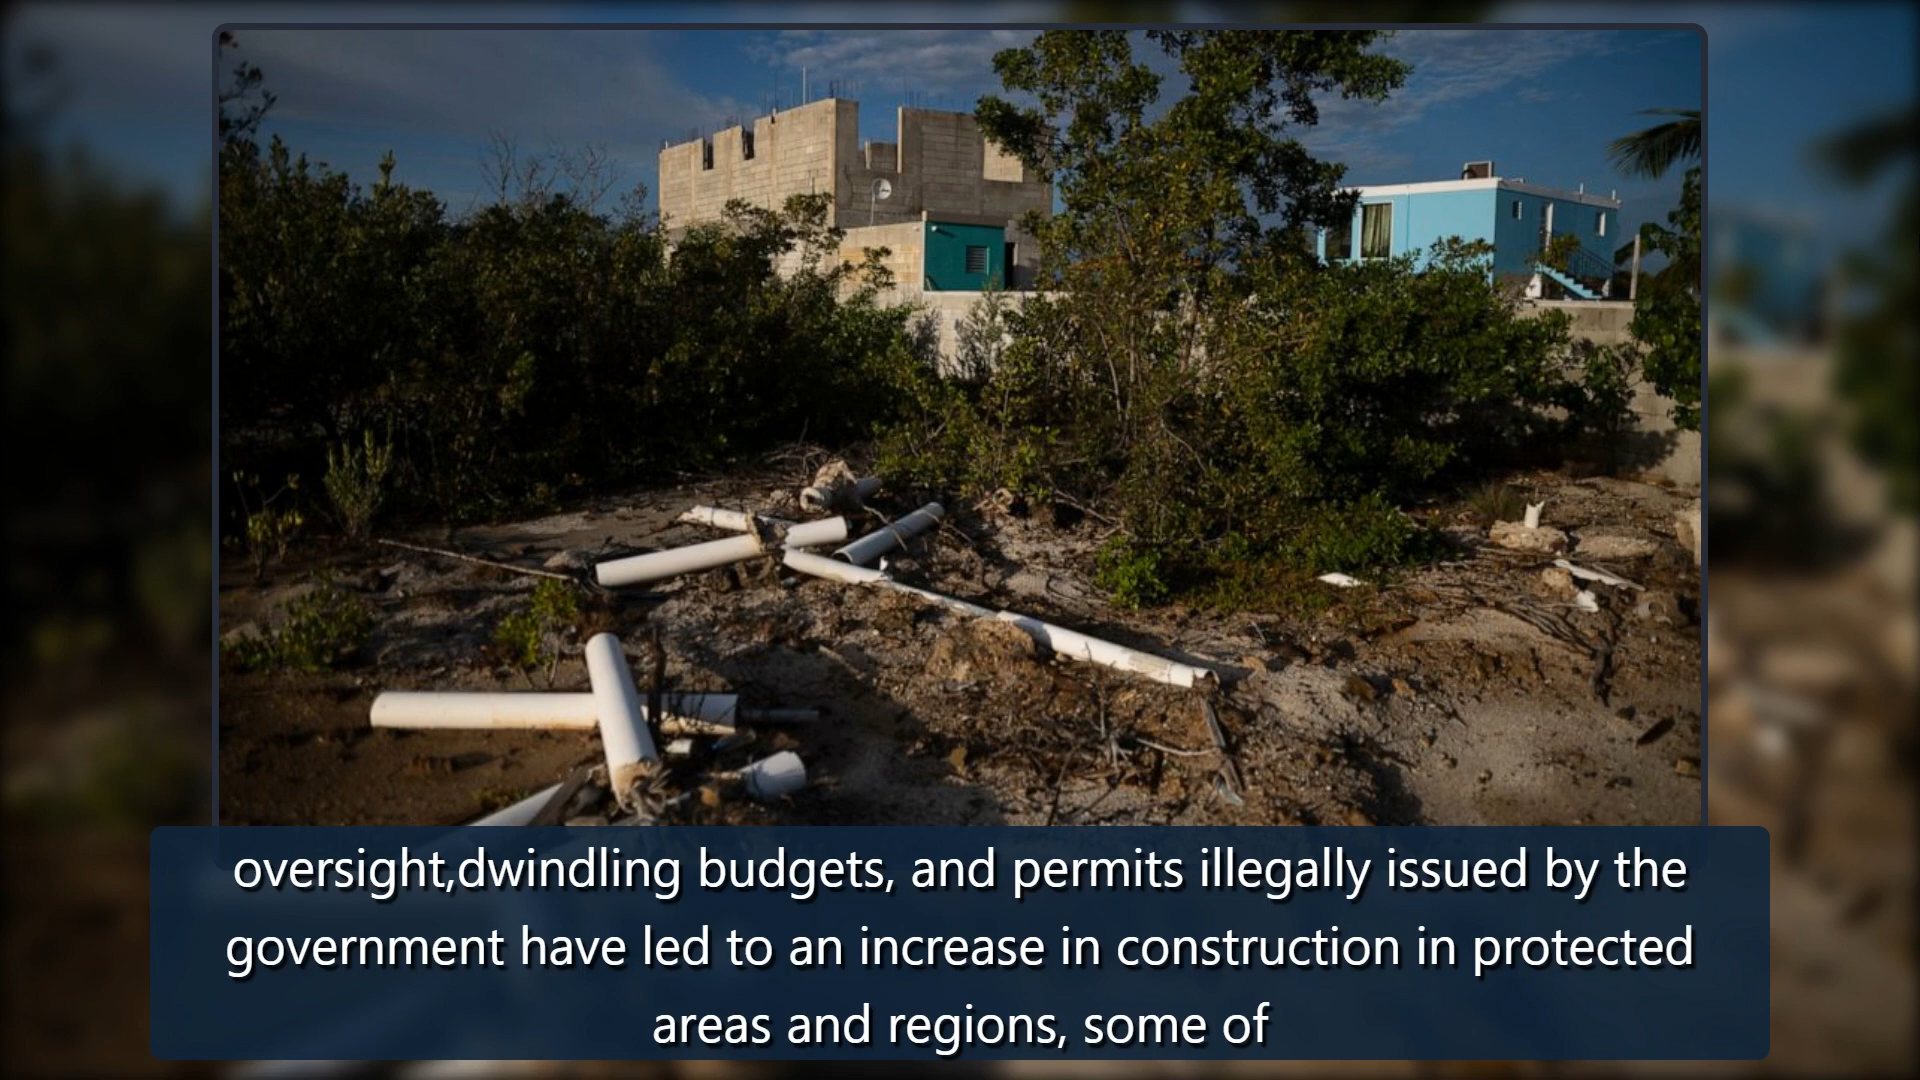 oversight,dwindling budgets, and permits illegally issued by the
government have led to an increase in construction in protected
areas and regions, some of